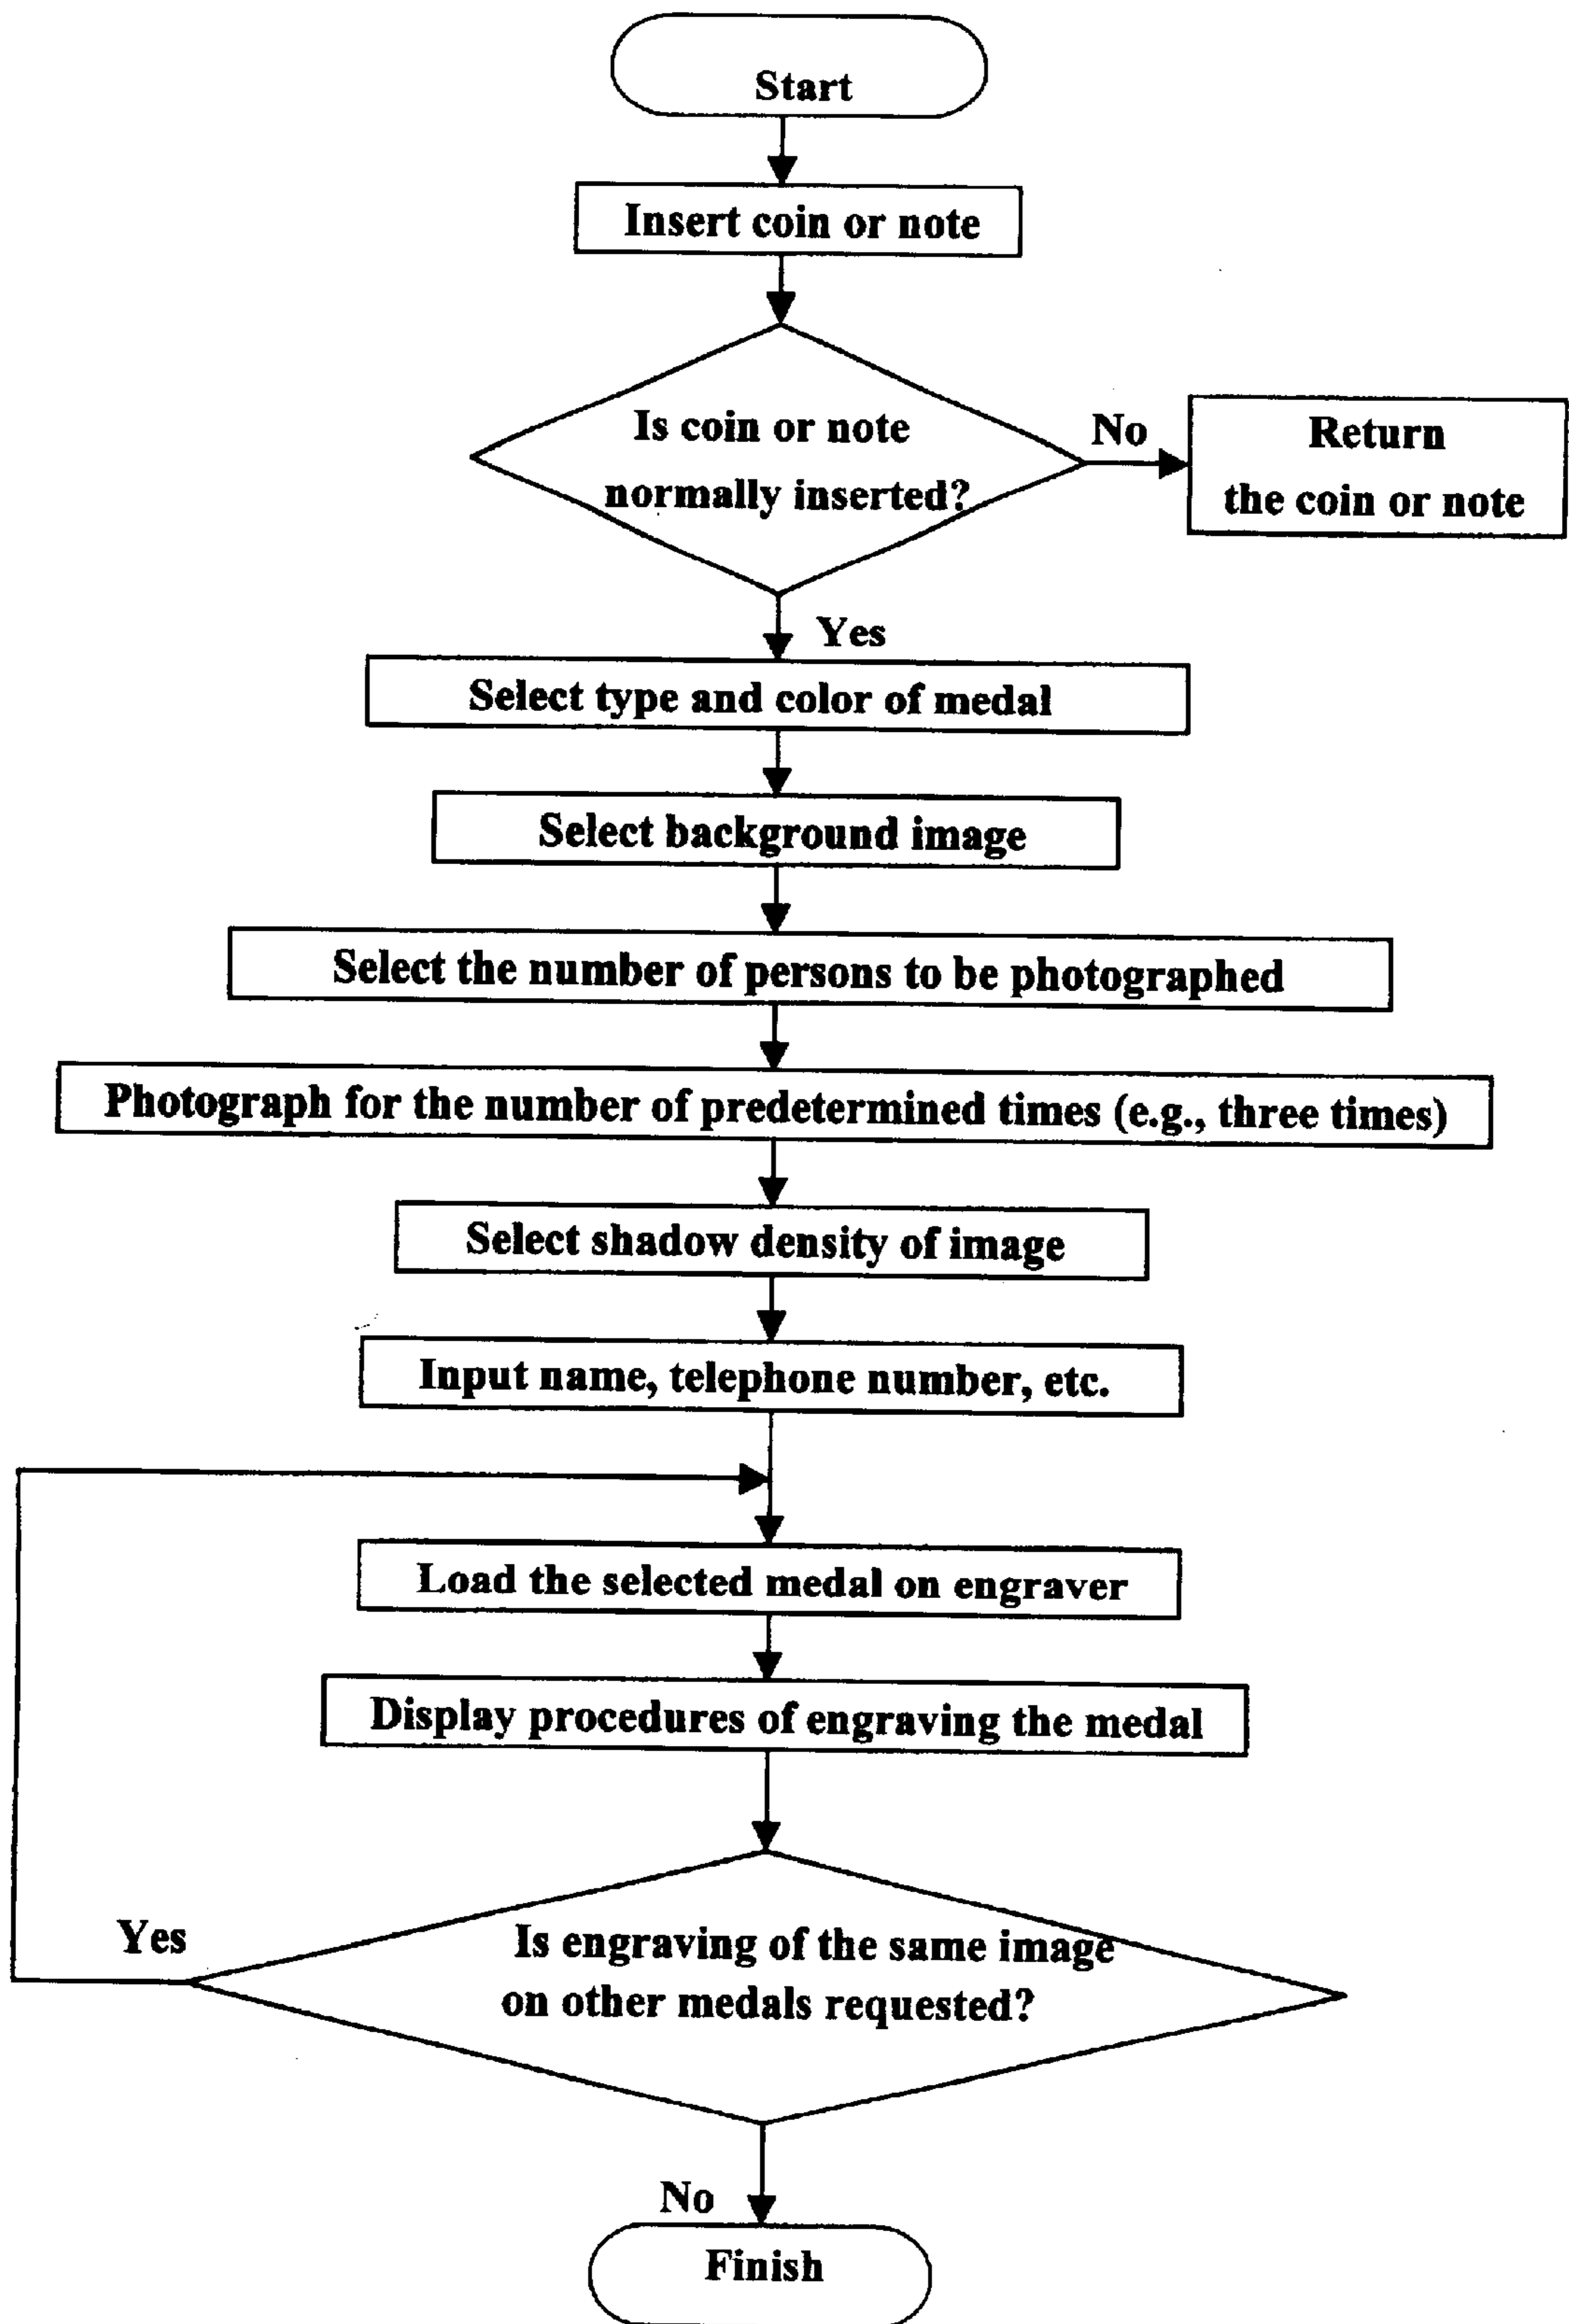 Start
Insert coin or note
Is coin or note
normally inserted?
No
Return
the coin or note
Yes
Select type and color of medal
Select background image
Select the number of persons to be photographed
Photograph for the number of predetermined times (e.g., three times)
Select shadow density of image
Input name, telephone number, etc.
Load the selected medal on engraver
Display procedures of engraving the medal
Yes
Is engraving of the same image
on other medals requested?
No
Finish